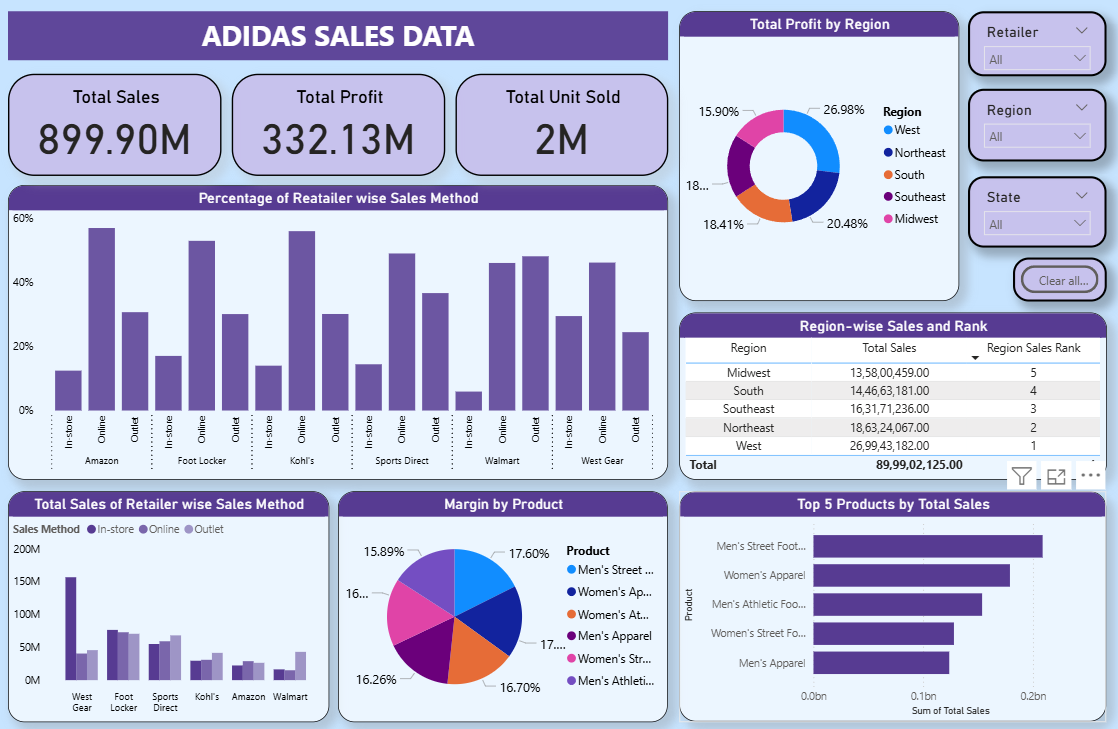 ADIDAS SALES DATA
Total Sales
899.90M
Total Profit
332.13M
Total Unit Sold
2M
Total Profit by Region
15.90%
26.98%
18...
18.41%
20.48%
Region
West
Northeast
South
Southeast
Midwest
Retailer
All
Region
All
State
All
Clear all...
Percentage of Reatailer wise Sales Method
60%
40%
20%
0%
In-store Online Outlet In-store Online Outlet In-store Online Outlet In-store Online Outlet In-store Online Outlet In-store Online Outlet
Amazon Foot Locker Kohl's Sports Direct Walmart West Gear
Region-wise Sales and Rank
Region Total Sales Region Sales Rank
Midwest 13,58,00,459.00 5
South 14,46,63,181.00 4
Southeast 16,31,71,236.00 3
Northeast 18,63,24,067.00 2
West 26,99,43,182.00 1
Total 89,99,02,125.00
Total Sales of Retailer wise Sales Method
Sales Method In-store Online Outlet
200M
150M
100M
50M
0M
West Foot Sports Kohl's Amazon Walmart
Gear Locker Direct
Margin by Product
15.89%
17.60%
16...
17....
16.26%
16.70%
Product
Men's Street ...
Women's Ap...
Women's At...
Men's Apparel
Women's Str...
Men's Athleti...
Top 5 Products by Total Sales
Product
Men's Street Foot...
Women's Apparel
Men's Athletic Foo...
Women's Street Fo...
Men's Apparel
0.0bn 0.1bn 0.2bn
Sum of Total Sales